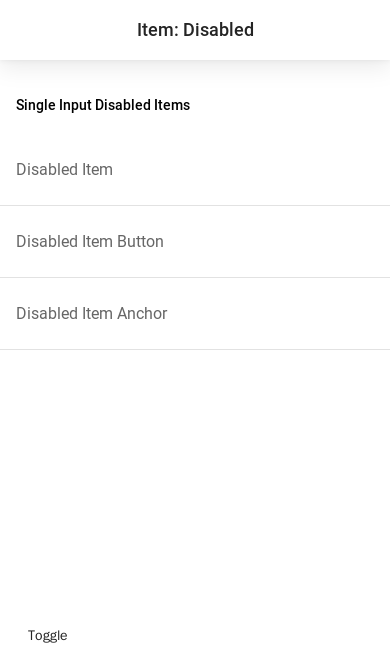 Item: Disabled
Single Input Disabled Items
Disabled Item
Disabled Item Button
Disabled Item Anchor
Toggle